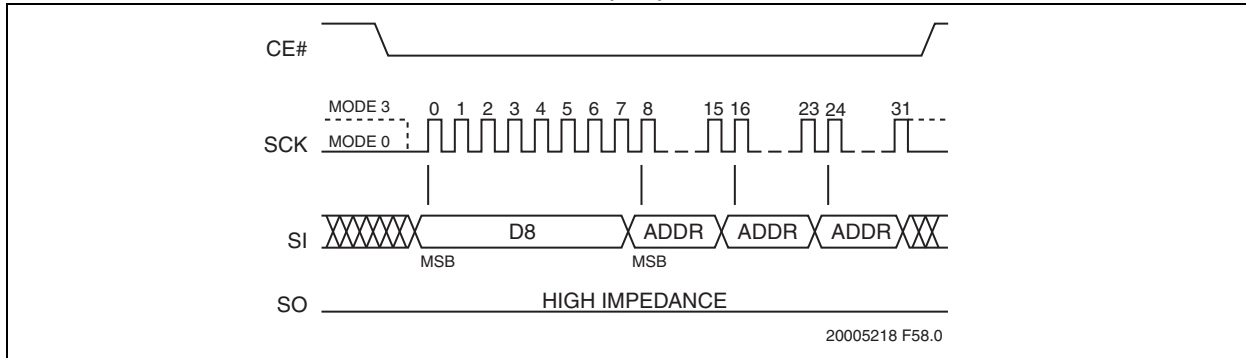 CE#
MODE 3
0 1 2 3 4 5 6 7 8 15 16 23 24 31
SCK
MODE 0
SI
D8 ADDR ADDR ADDR
MSB MSB
SO
HIGH IMPEDANCE
20005218 F58.0